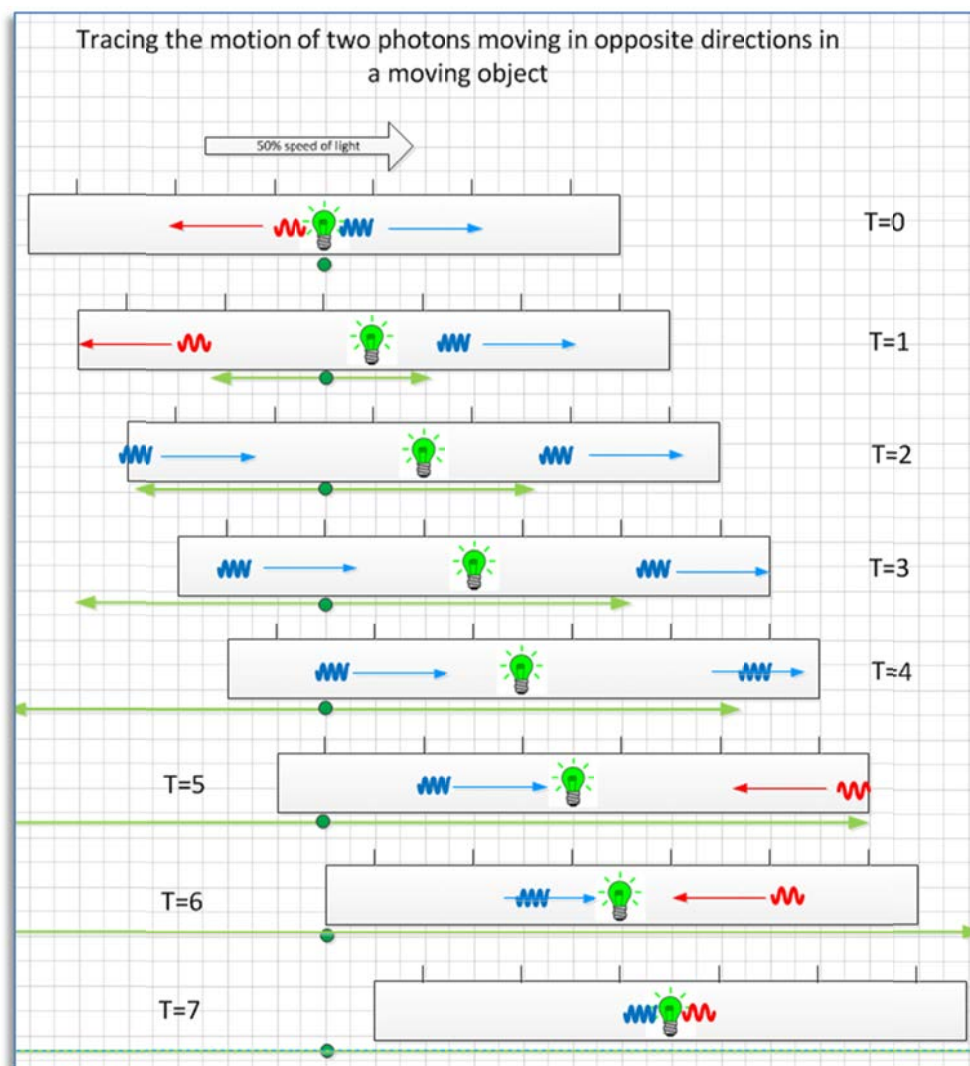 Tracing the motion of two photons moving in opposite directions in
a moving object
50% speed of light
T=0
T=1
T=2
T=3
T=4
T=5
T=6
T=7